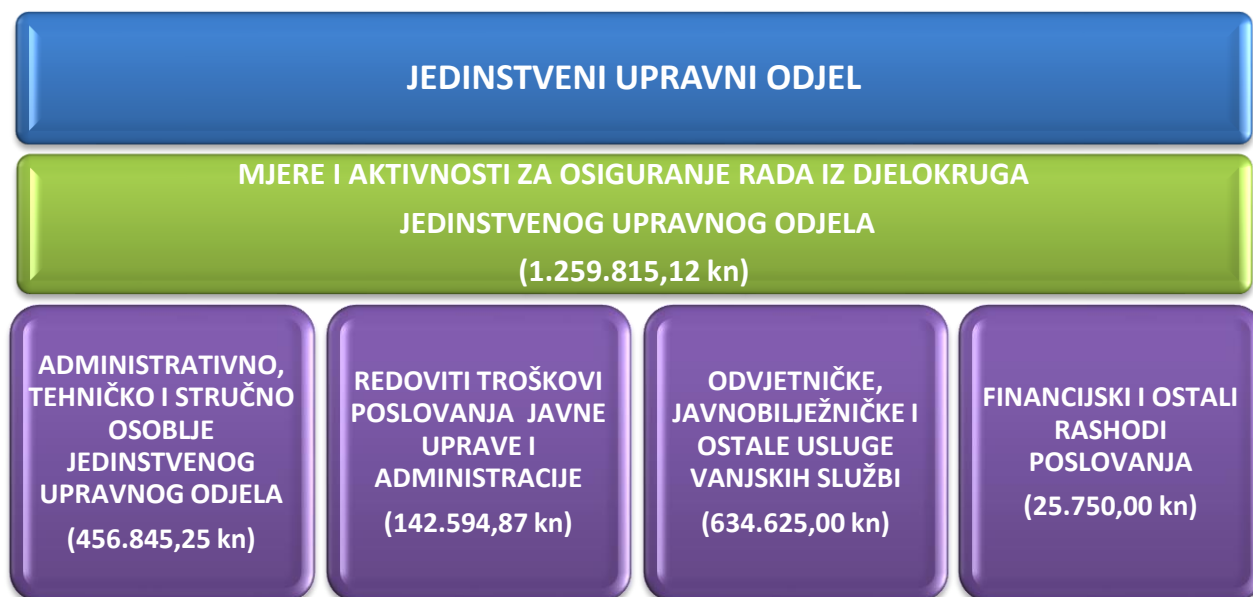 JEDINSTVENI UPRAVNI ODJEL
MJERE I AKTIVNOSTI ZA OSIGURANJE RADA IZ DJELOKRUGA
JEDINSTVENOG UPRAVNOG ODJELA
(1.259.815,12 kn)
ADMINISTRATIVNO,
TEHNIČKO I STRUČNO
OSOBLJE
JEDINSTVENOG
UPRAVNOG ODJELA
(456.845,25 kn)
REDOVITI TROŠKOVI
POSLOVANJA JAVNE
UPRAVE I
ADMINISTRACIJE
(142.594,87 kn)
ODVJETNIČKE,
JAVNOBILJEŽNIČKE I
OSTALE USLUGE
VANJSKIH SLUŽBI
(634.625,00 kn)
FINANCIJSKI I OSTALI
RASHODI
POSLOVANJA
(25.750,00 kn)